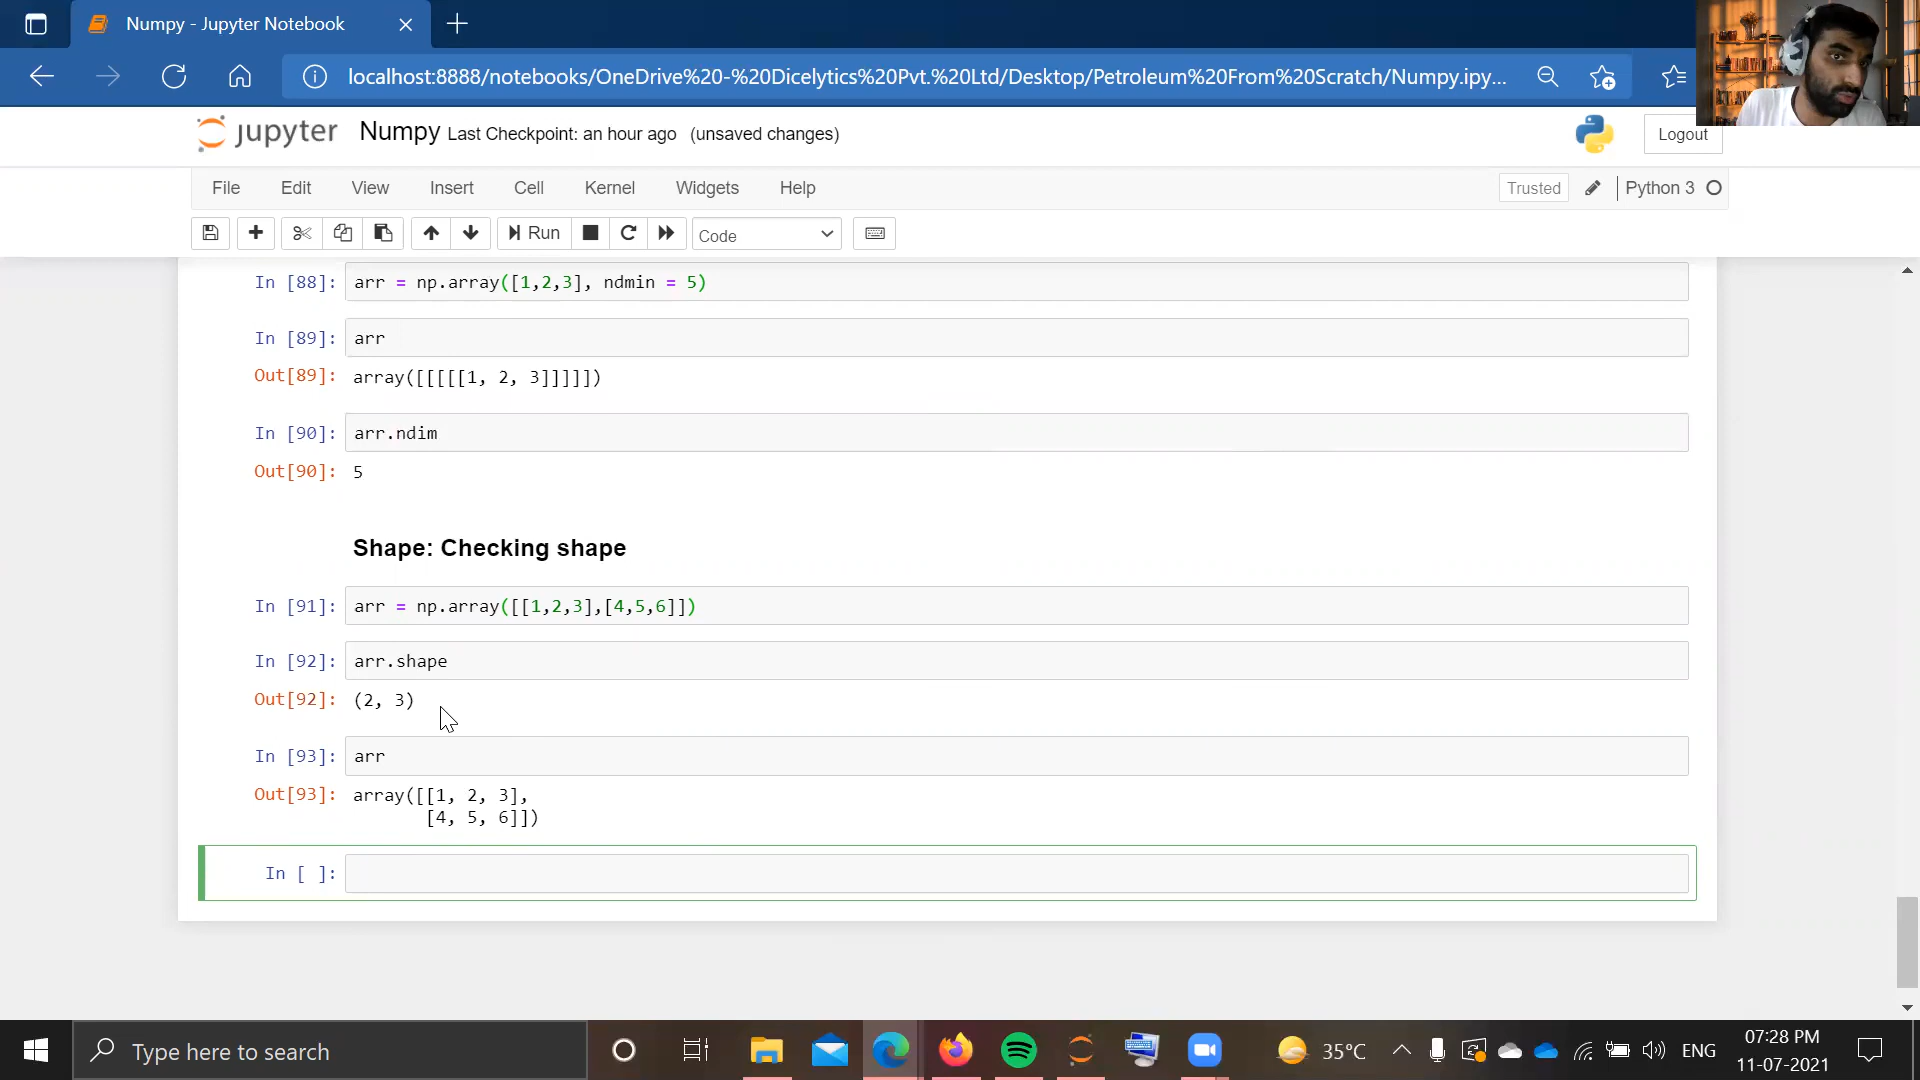 Numpy - Jupyter Notebook
localhost:8888/notebooks/OneDrive%20-%20Dicelytics%20Pvt.%20Ltd/Desktop/Petroleum%20From%20Scratch/Numpy.ipy...
jupyter Numpy Last Checkpoint: an hour ago (unsaved changes)
Logout
File Edit View Insert Cell Kernel Widgets Help
Trusted Python 3
Run Code
In [88]: arr = np.array([1,2,3], ndmin = 5)
In [89]: arr
Out[89]: array([[[[[1, 2, 3]]]]])
In [90]: arr.ndim
Out[90]: 5
Shape: Checking shape
In [91]: arr = np.array([[1,2,3],[4,5,6]])
In [92]: arr.shape
Out[92]: (2, 3)
In [93]: arr
Out[93]: array([[1, 2, 3],
[4, 5, 6]])
In [ ]:
Type here to search
35°C
ENG
07:28 PM
11-07-2021